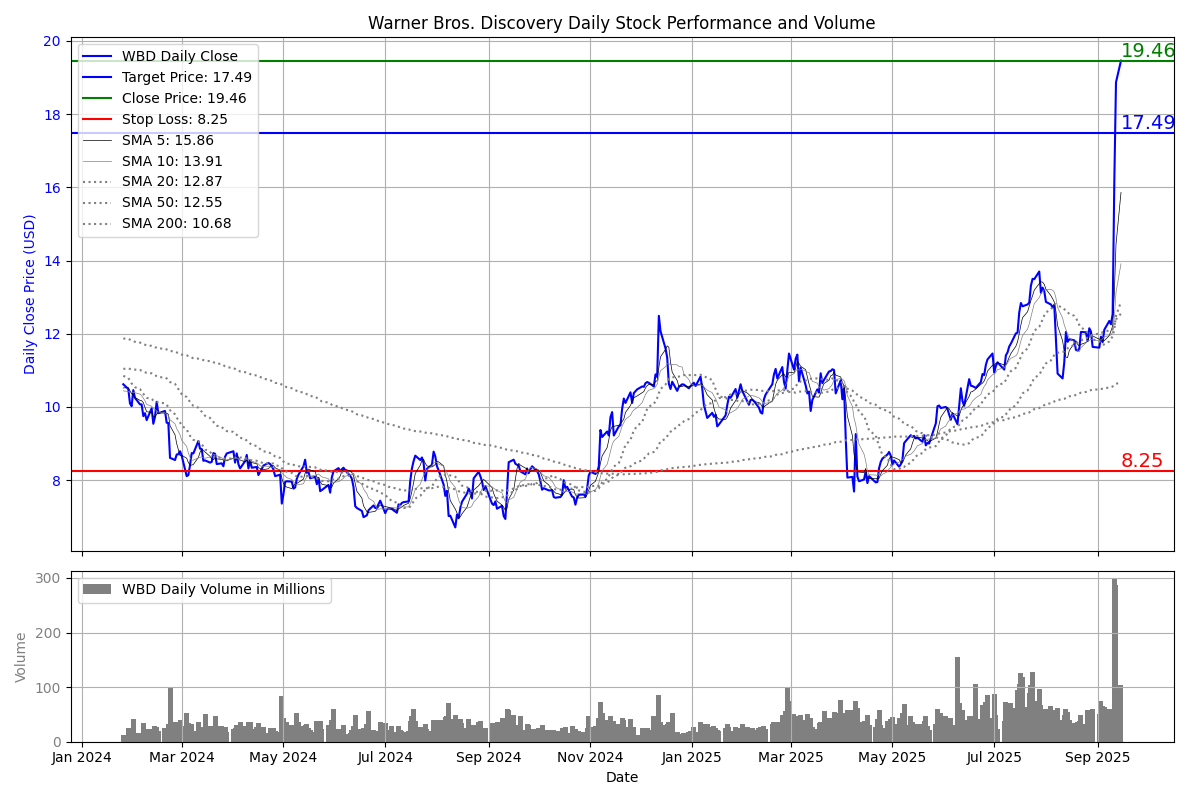 Warner Bros. Discovery Daily Stock Performance and Volume
20
18
16
14
12
10
8
Daily Close Price (USD)
WBD Daily Close
Target Price: 17.49
Close Price: 19.46
Stop Loss: 8.25
SMA 5: 15.86
SMA 10: 13.91
SMA 20: 12.87
SMA 50: 12.55
SMA 200: 10.68
19.46
17.49
8.25
300
200
100
0
Volume
WBD Daily Volume in Millions
Jan 2024 Mar 2024 May 2024 Jul 2024 Sep 2024 Nov 2024 Jan 2025 Mar 2025 May 2025 Jul 2025 Sep 2025
Date